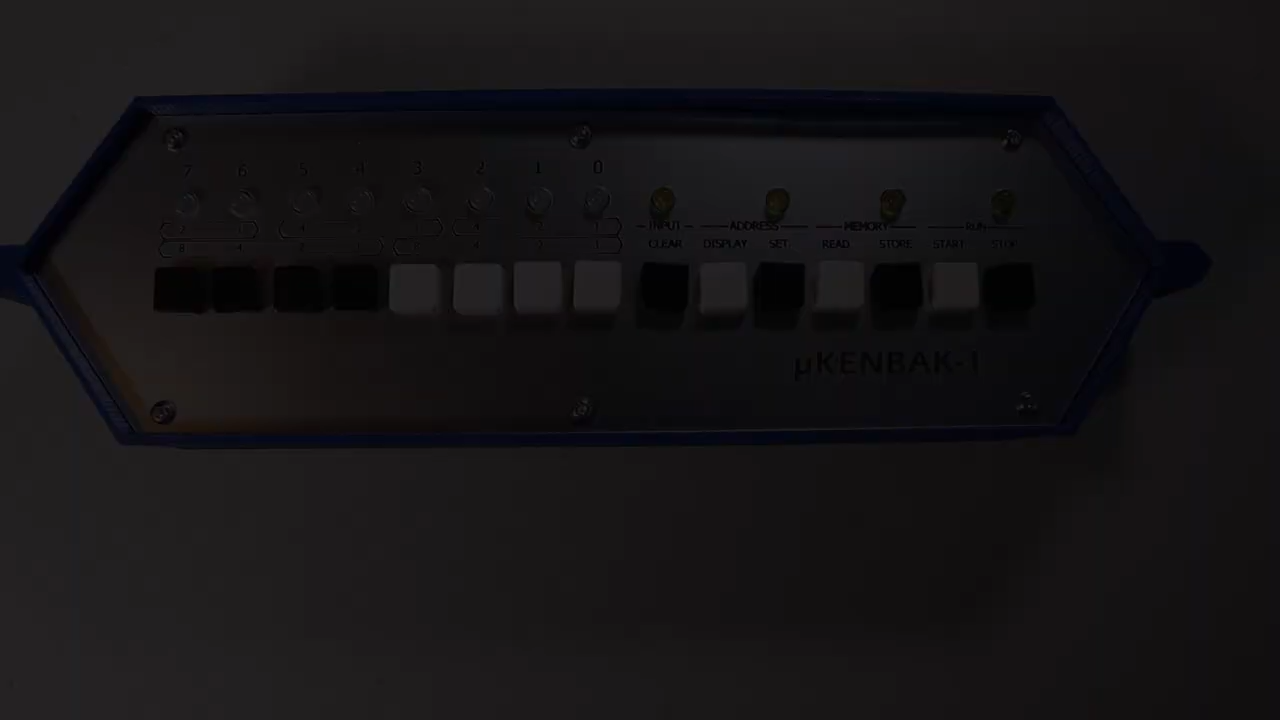 7 6 5 4 3 2 1 0
INPUT ADDRESS MEMORY RUN
CLEAR DISPLAY SET READ STORE START STOP
µKENBAK-1